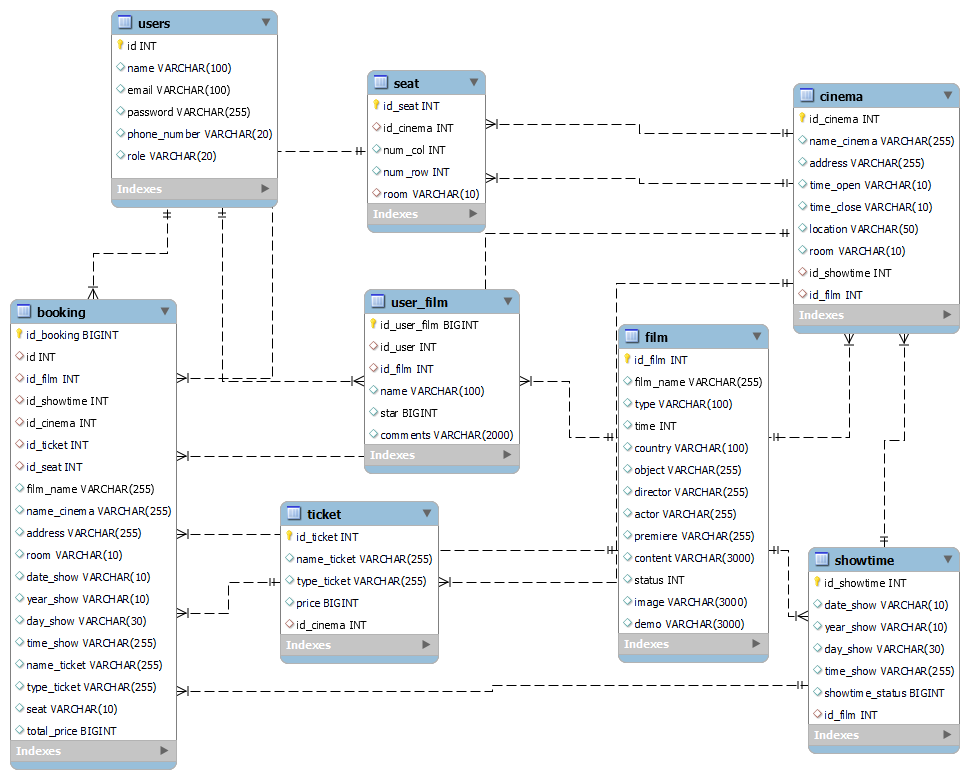 users
id INT
name VARCHAR(100)
email VARCHAR(100)
password VARCHAR(255)
phone_number VARCHAR(20)
role VARCHAR(20)
Indexes
seat
id_seat INT
id_cinema INT
num_col INT
num_row INT
room VARCHAR(10)
Indexes
cinema
id_cinema INT
name_cinema VARCHAR(255)
address VARCHAR(255)
time_open VARCHAR(10)
time_close VARCHAR(10)
location VARCHAR(50)
room VARCHAR(10)
id_showtime INT
id_film INT
Indexes
booking
id_booking BIGINT
id INT
id_film INT
id_showtime INT
id_cinema INT
id_ticket INT
id_seat INT
film_name VARCHAR(255)
name_cinema VARCHAR(255)
address VARCHAR(255)
room VARCHAR(10)
date_show VARCHAR(10)
year_show VARCHAR(10)
day_show VARCHAR(30)
time_show VARCHAR(255)
name_ticket VARCHAR(255)
type_ticket VARCHAR(255)
seat VARCHAR(10)
total_price BIGINT
Indexes
user_film
id_user_film BIGINT
id_user INT
id_film INT
name VARCHAR(100)
star BIGINT
comments VARCHAR(2000)
Indexes
film
id_film INT
film_name VARCHAR(255)
type VARCHAR(100)
time INT
country VARCHAR(100)
object VARCHAR(255)
director VARCHAR(255)
actor VARCHAR(255)
premiere VARCHAR(255)
content VARCHAR(3000)
status INT
image VARCHAR(3000)
demo VARCHAR(3000)
Indexes
ticket
id_ticket INT
name_ticket VARCHAR(255)
type_ticket VARCHAR(255)
price BIGINT
id_cinema INT
Indexes
showtime
id_showtime INT
date_show VARCHAR(10)
year_show VARCHAR(10)
day_show VARCHAR(30)
time_show VARCHAR(255)
showtime_status BIGINT
id_film INT
Indexes